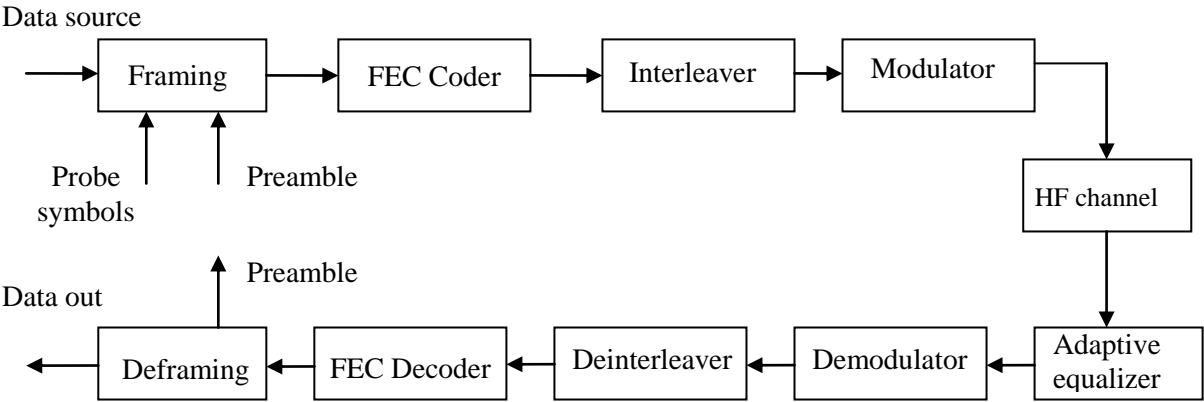 Data source
Framing
FEC Coder
Interleaver
Modulator
Probe
symbols
Preamble
HF channel
Preamble
Data out
Deframing
FEC Decoder
Deinterleaver
Demodulator
Adaptive
equalizer